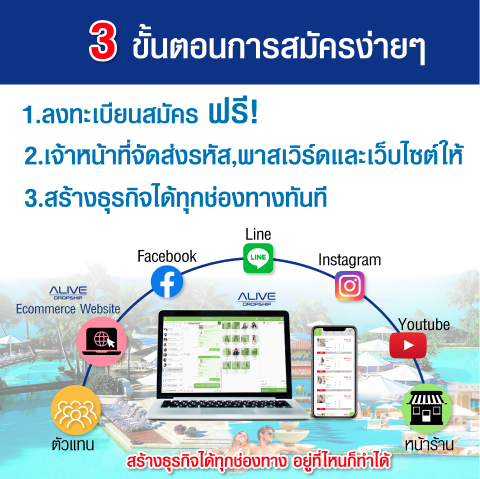 3 ขั้นตอนการสมัครง่ายๆ
1.ลงทะเบียนสมัคร ฟรี!
2.เจ้าหน้าที่จัดส่งรหัส,พาสเวิร์ดและเว็บไซต์ให้
3.สร้างธุรกิจได้ทุกช่องทางทันที
Line
LINE
Facebook
Instagram
ALIVE
DROPSHIP
Ecommerce Website
ALIVE
DROPSHIP
Youtube
ตัวแทน
หน้าร้าน
สร้างธุรกิจได้ทุกช่องทาง อยู่ที่ไหนก็ทำได้